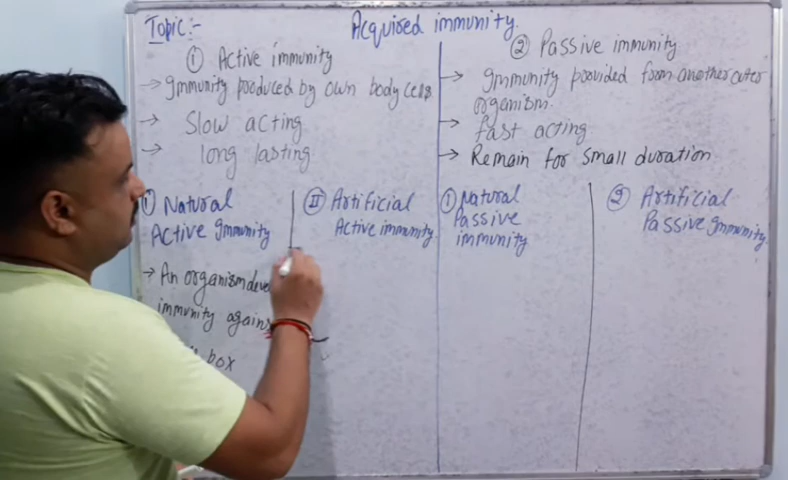 Topic:-
Acquired immunity.
① Active immunity
→ Immunity produced by own body cells
→ Slow acting
→ long lasting
② Passive immunity
→ Immunity provided from another outer
organism.
→ fast acting
→ Remain for small duration
① Natural
Active Immunity
→ An organism deve
immunity agains
box
Ⅱ Artificial
Active immunity
① Natural
Passive
immunity
② Artificial
Passive Immunity